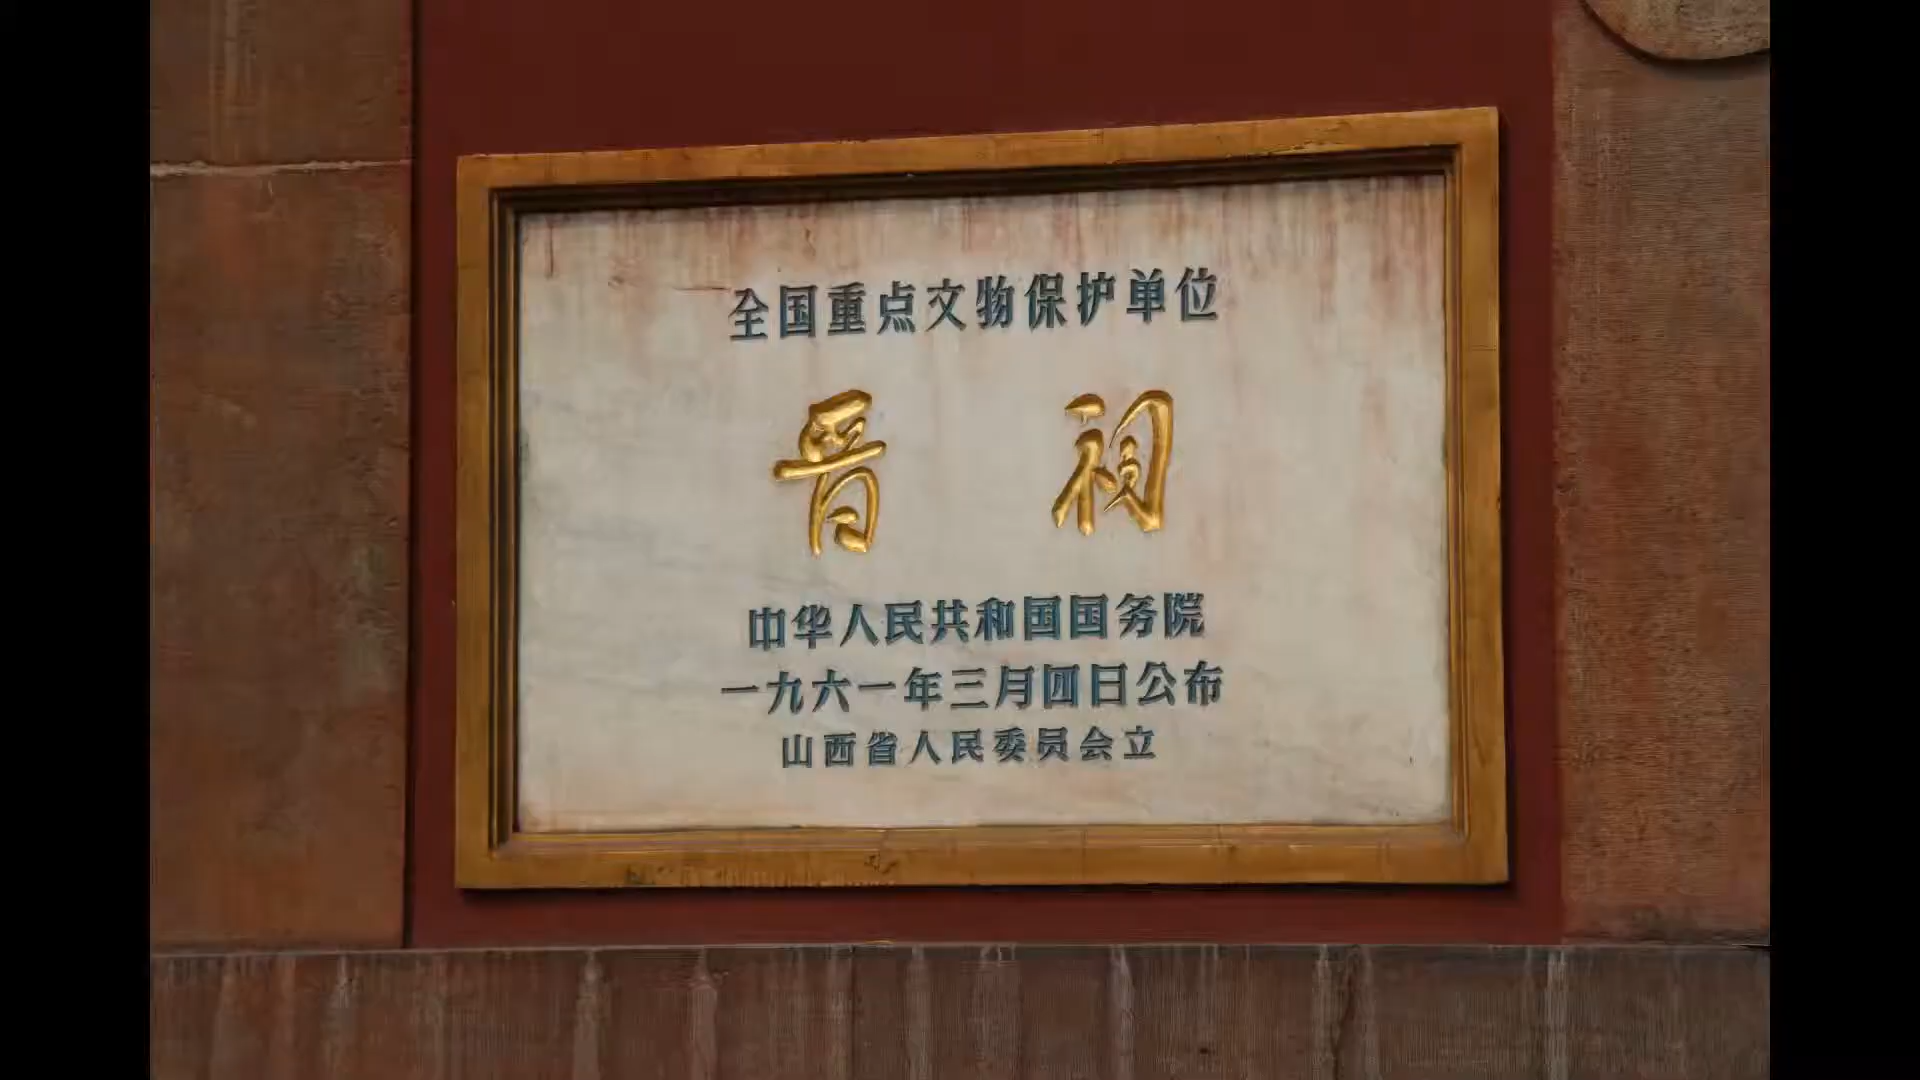 全国重点文物保护单位
晋祠
中华人民共和国国务院
一九六一年三月四日公布
山西省人民委员会立